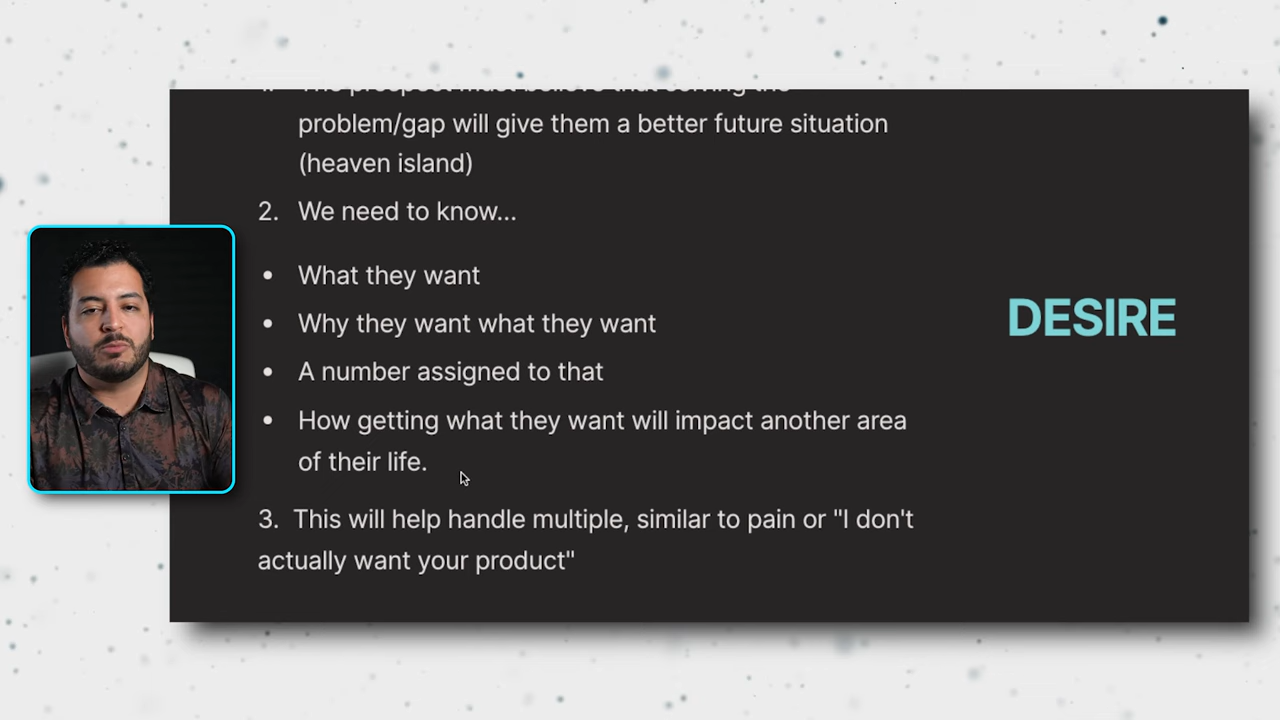 problem/gap will give them a better future situation
(heaven island)
2. We need to know...
• What they want
• Why they want what they want
• A number assigned to that
• How getting what they want will impact another area
of their life.
3. This will help handle multiple, similar to pain or "I don't
actually want your product"
DESIRE